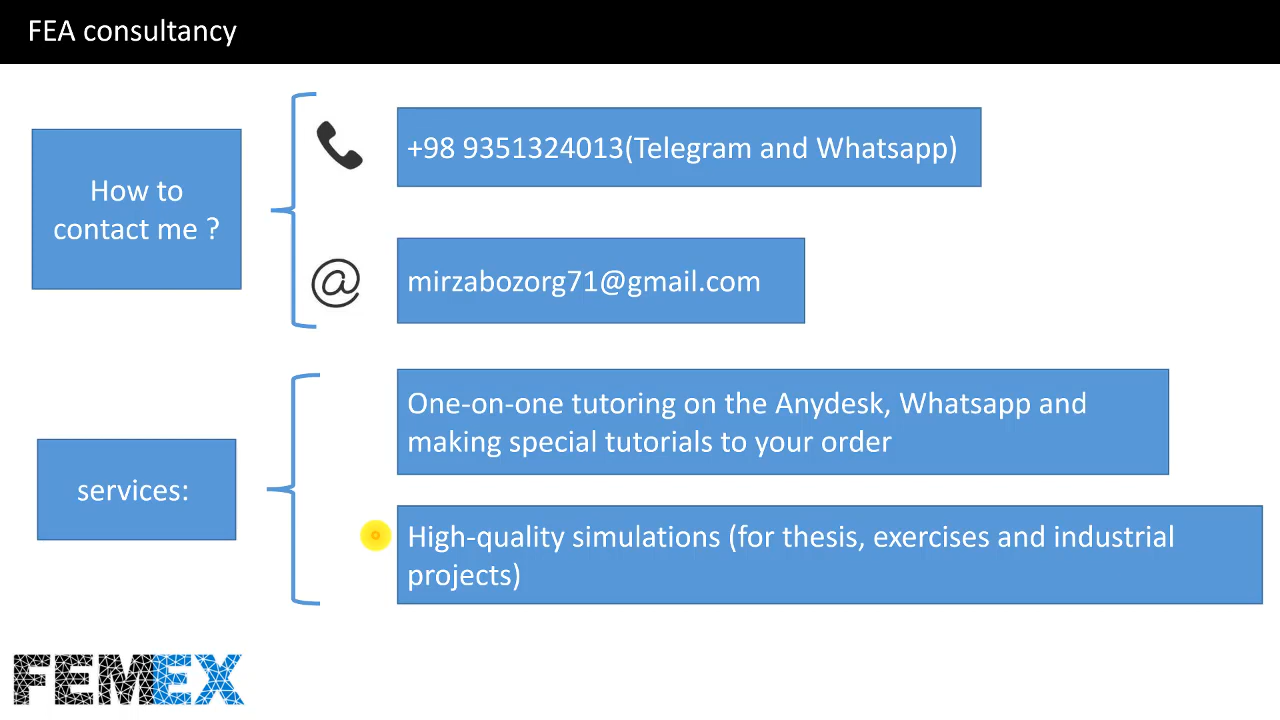 FEA consultancy
How to
contact me ?
+98 9351324013(Telegram and Whatsapp)
@
mirzabozorg71@gmail.com
services:
One-on-one tutoring on the Anydesk, Whatsapp and
making special tutorials to your order
High-quality simulations (for thesis, exercises and industrial
projects)
FEMEX